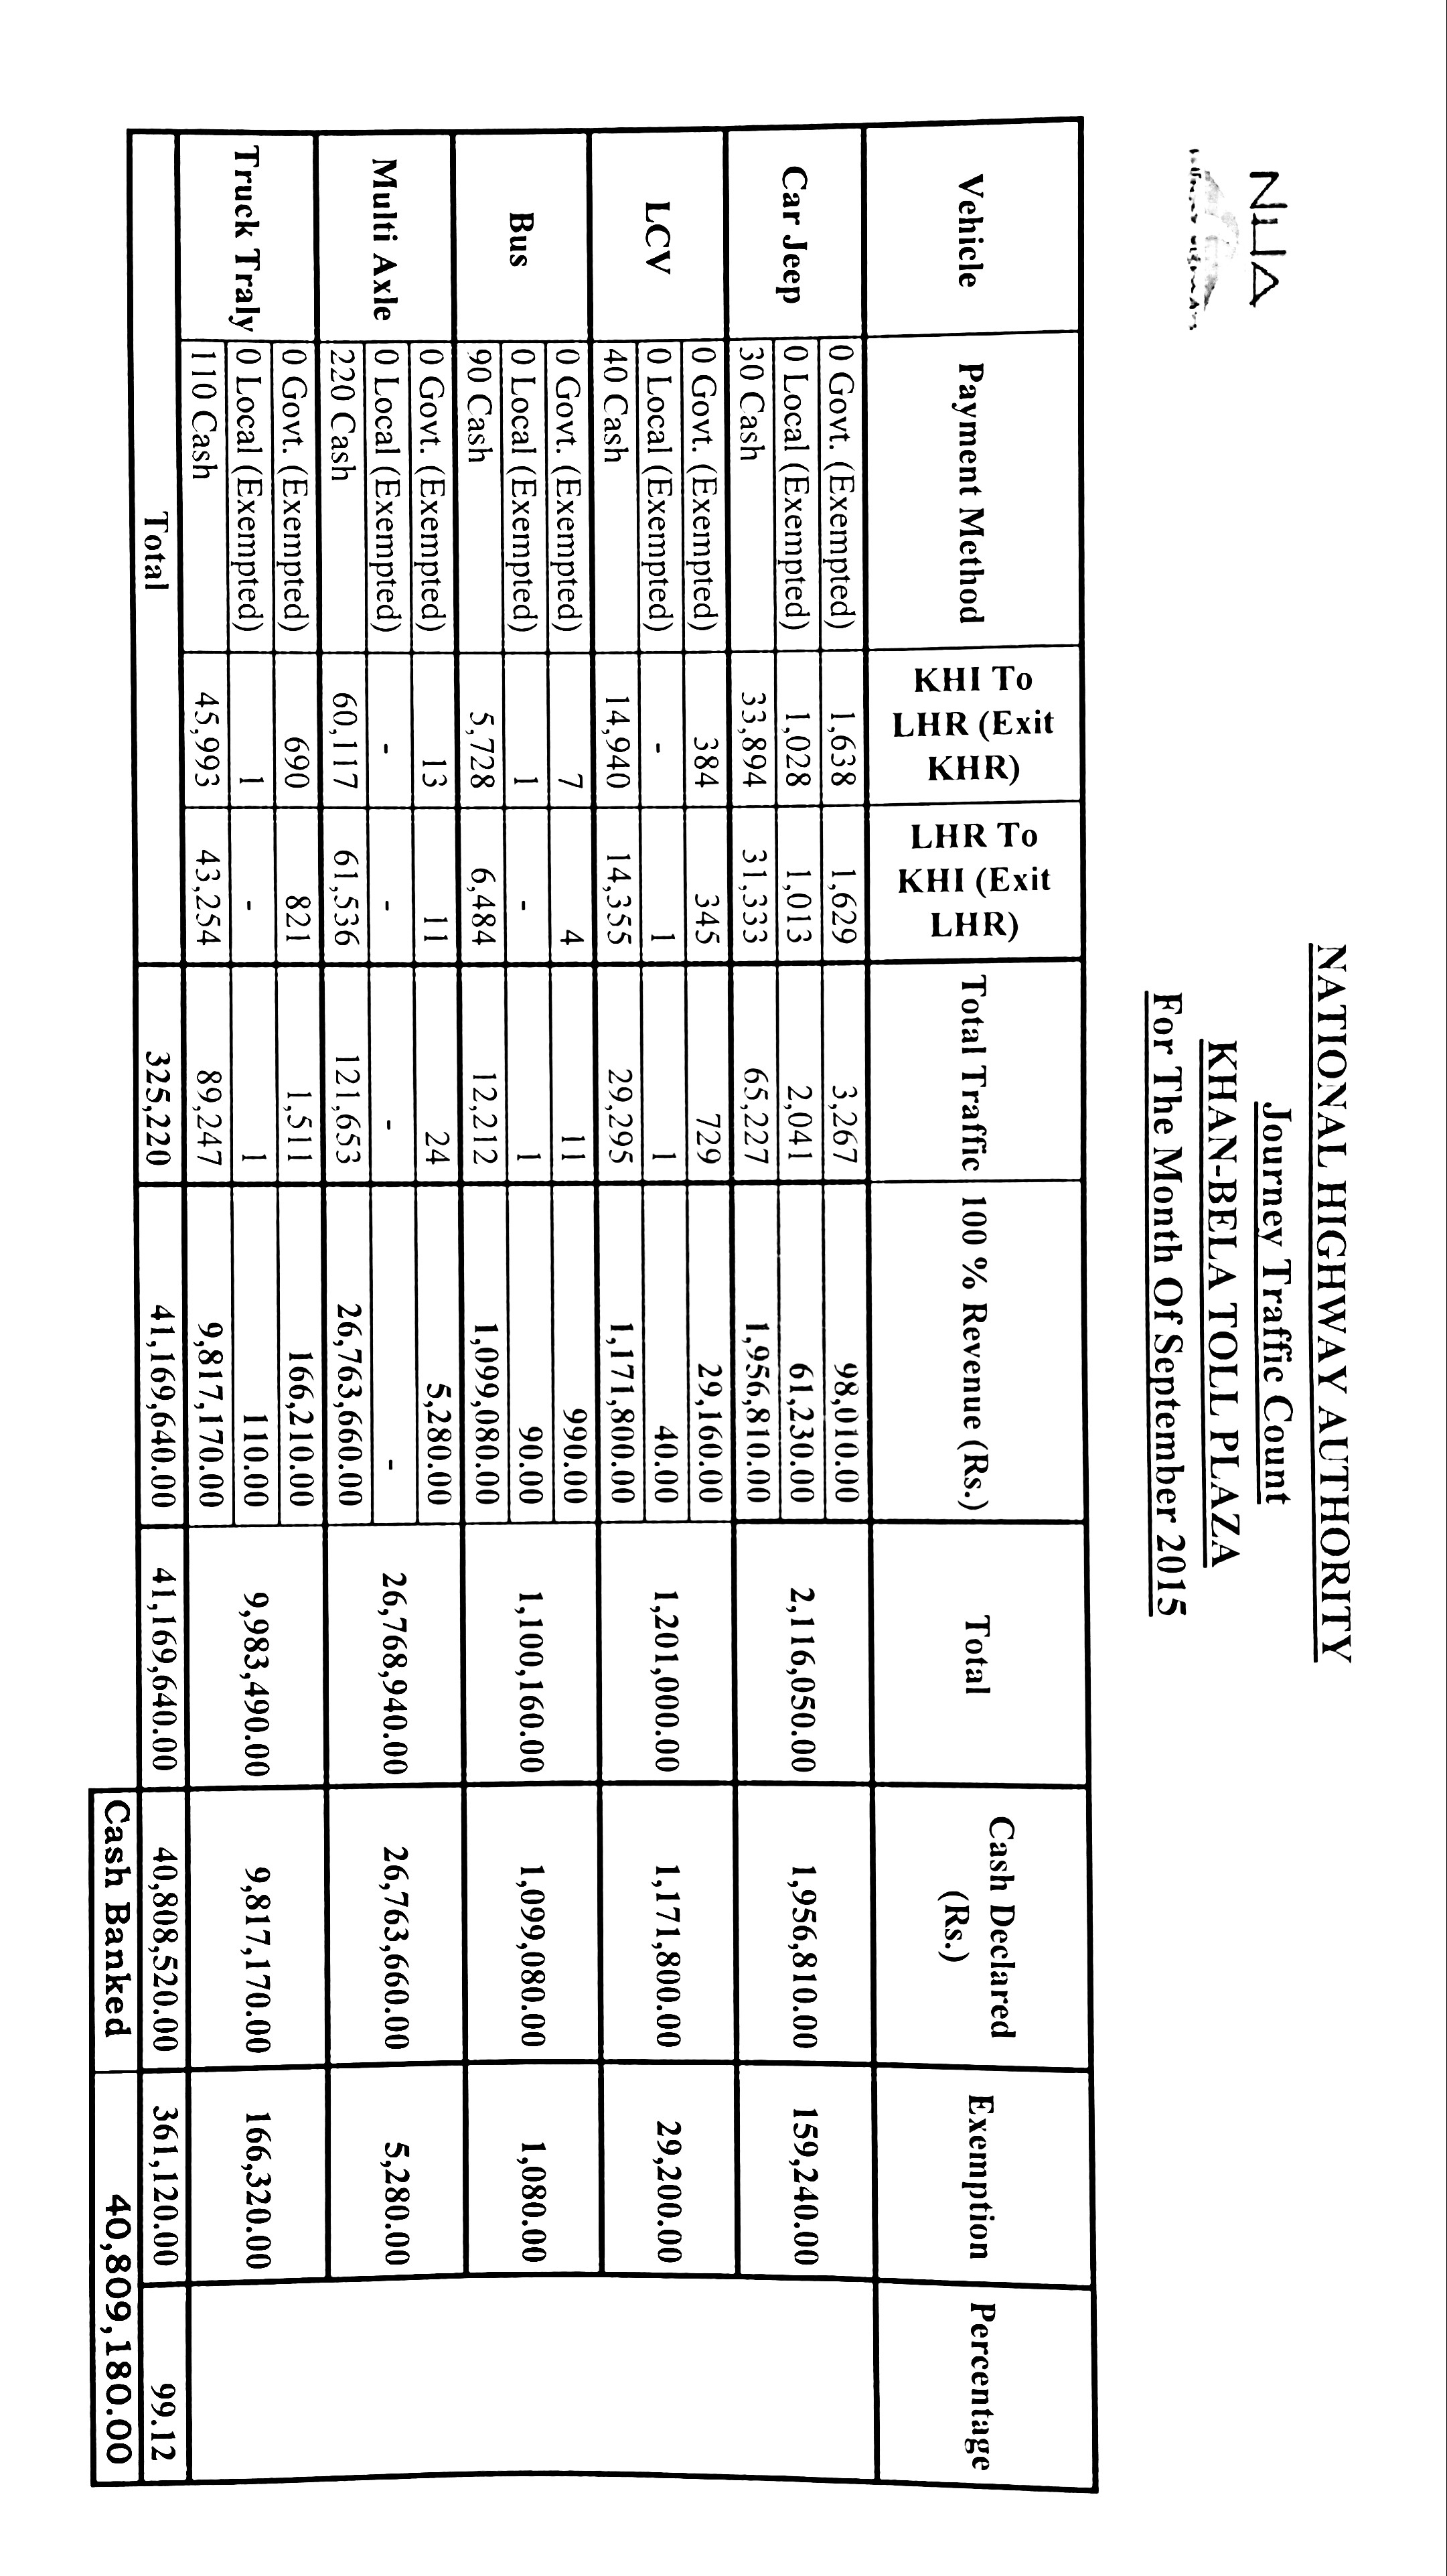 NHA
NATIONAL HIGHWAY AUTHORITY
Journey Traffic Count
KHAN-BELA TOLL PLAZA
For The Month Of September 2015
Vehicle Payment Method KHI To LHR (Exit KHR) LHR To KHI (Exit LHR) Total Traffic 100 % Revenue (Rs.) Total Cash Declared (Rs.) Exemption Percentage
Car Jeep 0 Govt. (Exempted) 1,638 1,629 3,267 98,010.00 2,116,050.00 1,956,810.00 159,240.00
0 Local (Exempted) 1,028 1,013 2,041 61,230.00
30 Cash 33,894 31,333 65,227 1,956,810.00
LCV 0 Govt. (Exempted) 384 345 729 29,160.00 1,201,000.00 1,171,800.00 29,200.00
0 Local (Exempted) - 1 1 40.00
40 Cash 14,940 14,355 29,295 1,171,800.00
Bus 0 Govt. (Exempted) 7 4 11 990.00 1,100,160.00 1,099,080.00 1,080.00
0 Local (Exempted) 1 - 1 90.00
90 Cash 5,728 6,484 12,212 1,099,080.00
Multi Axle 0 Govt. (Exempted) 13 11 24 5,280.00 26,768,940.00 26,763,660.00 5,280.00
0 Local (Exempted) - - - -
220 Cash 60,117 61,536 121,653 26,763,660.00
Truck Traly 0 Govt. (Exempted) 690 821 1,511 166,210.00 9,983,490.00 9,817,170.00 166,320.00
0 Local (Exempted) 1 - 1 110.00
110 Cash 45,993 43,254 89,247 9,817,170.00
Total 325,220 41,169,640.00 41,169,640.00 40,808,520.00 361,120.00 99.12
Cash Banked 40,809,180.00